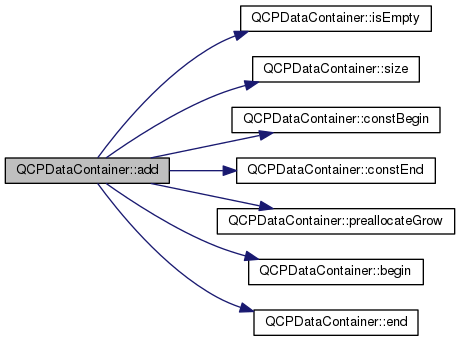 QCPDataContainer::isEmpty
QCPDataContainer::size
QCPDataContainer::constBegin
QCPDataContainer::add
QCPDataContainer::constEnd
QCPDataContainer::preallocateGrow
QCPDataContainer::begin
QCPDataContainer::end